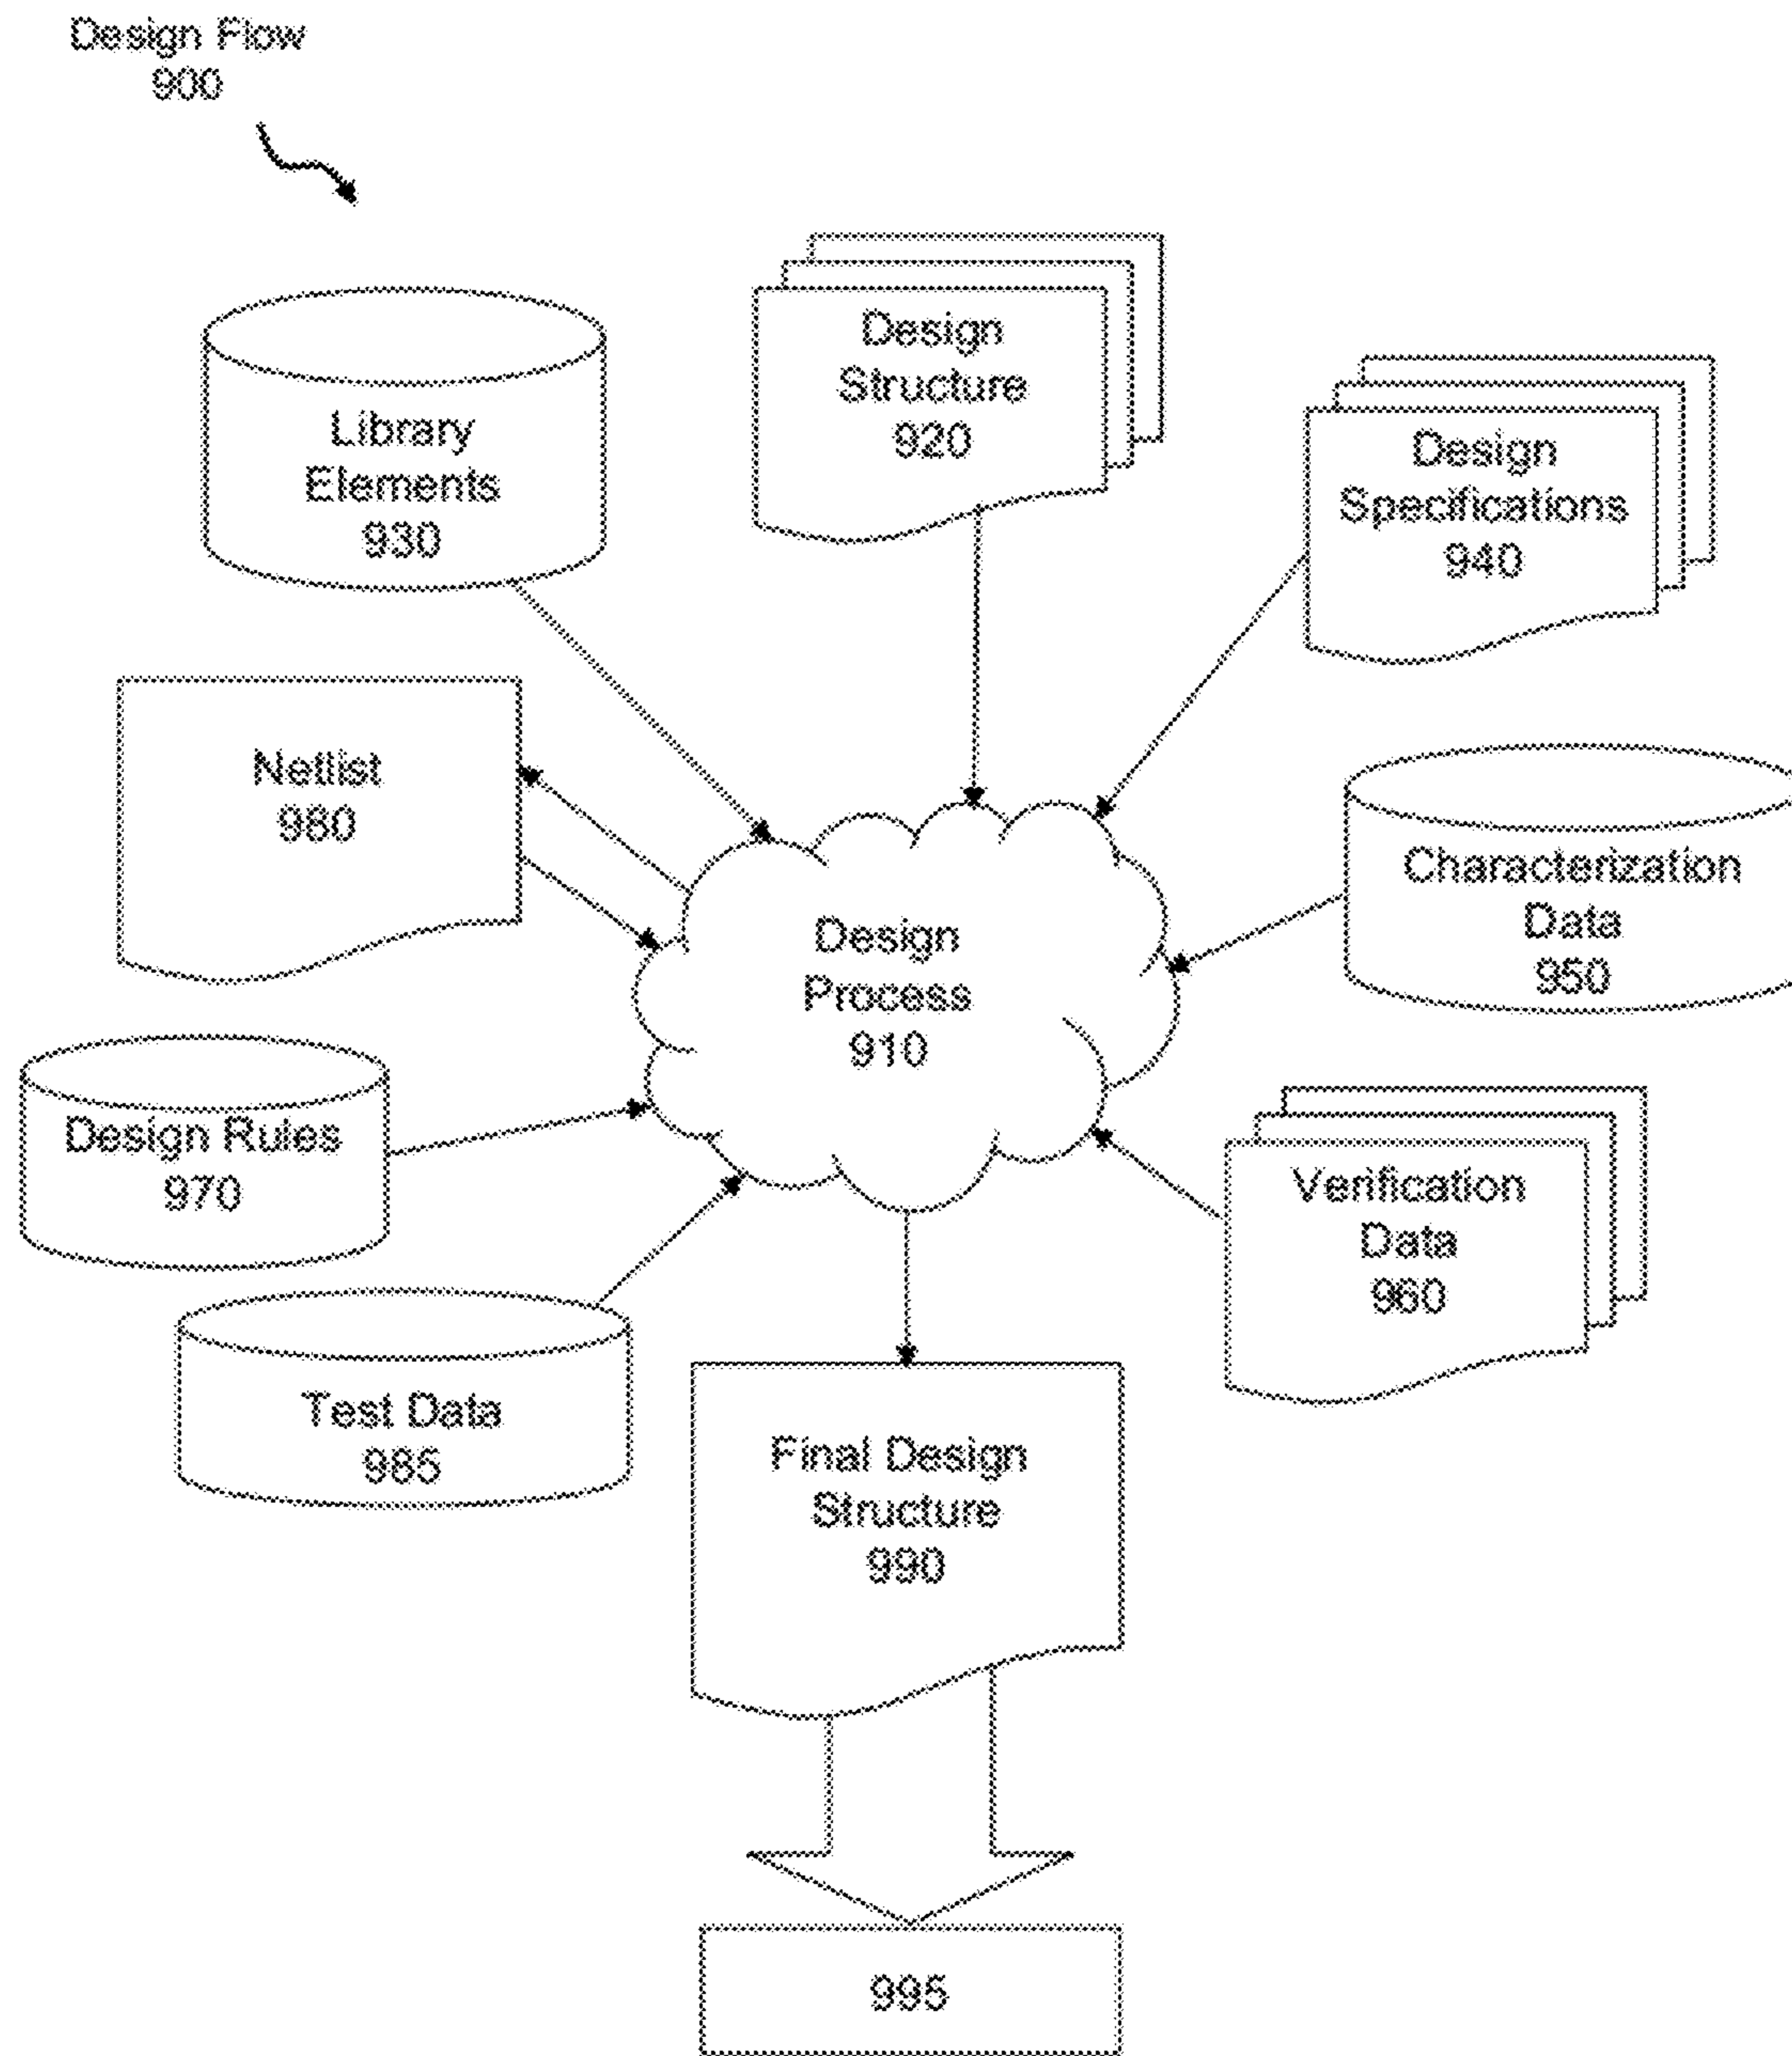 Design Flow
900
Design
Structure
920
Library
Elements
930
Design
Specifications
940
Netlist
980
Characterization
Data
950
Design
Process
910
Design Rules
970
Verification
Data
960
Test Data
985
Final Design
Structure
990
995